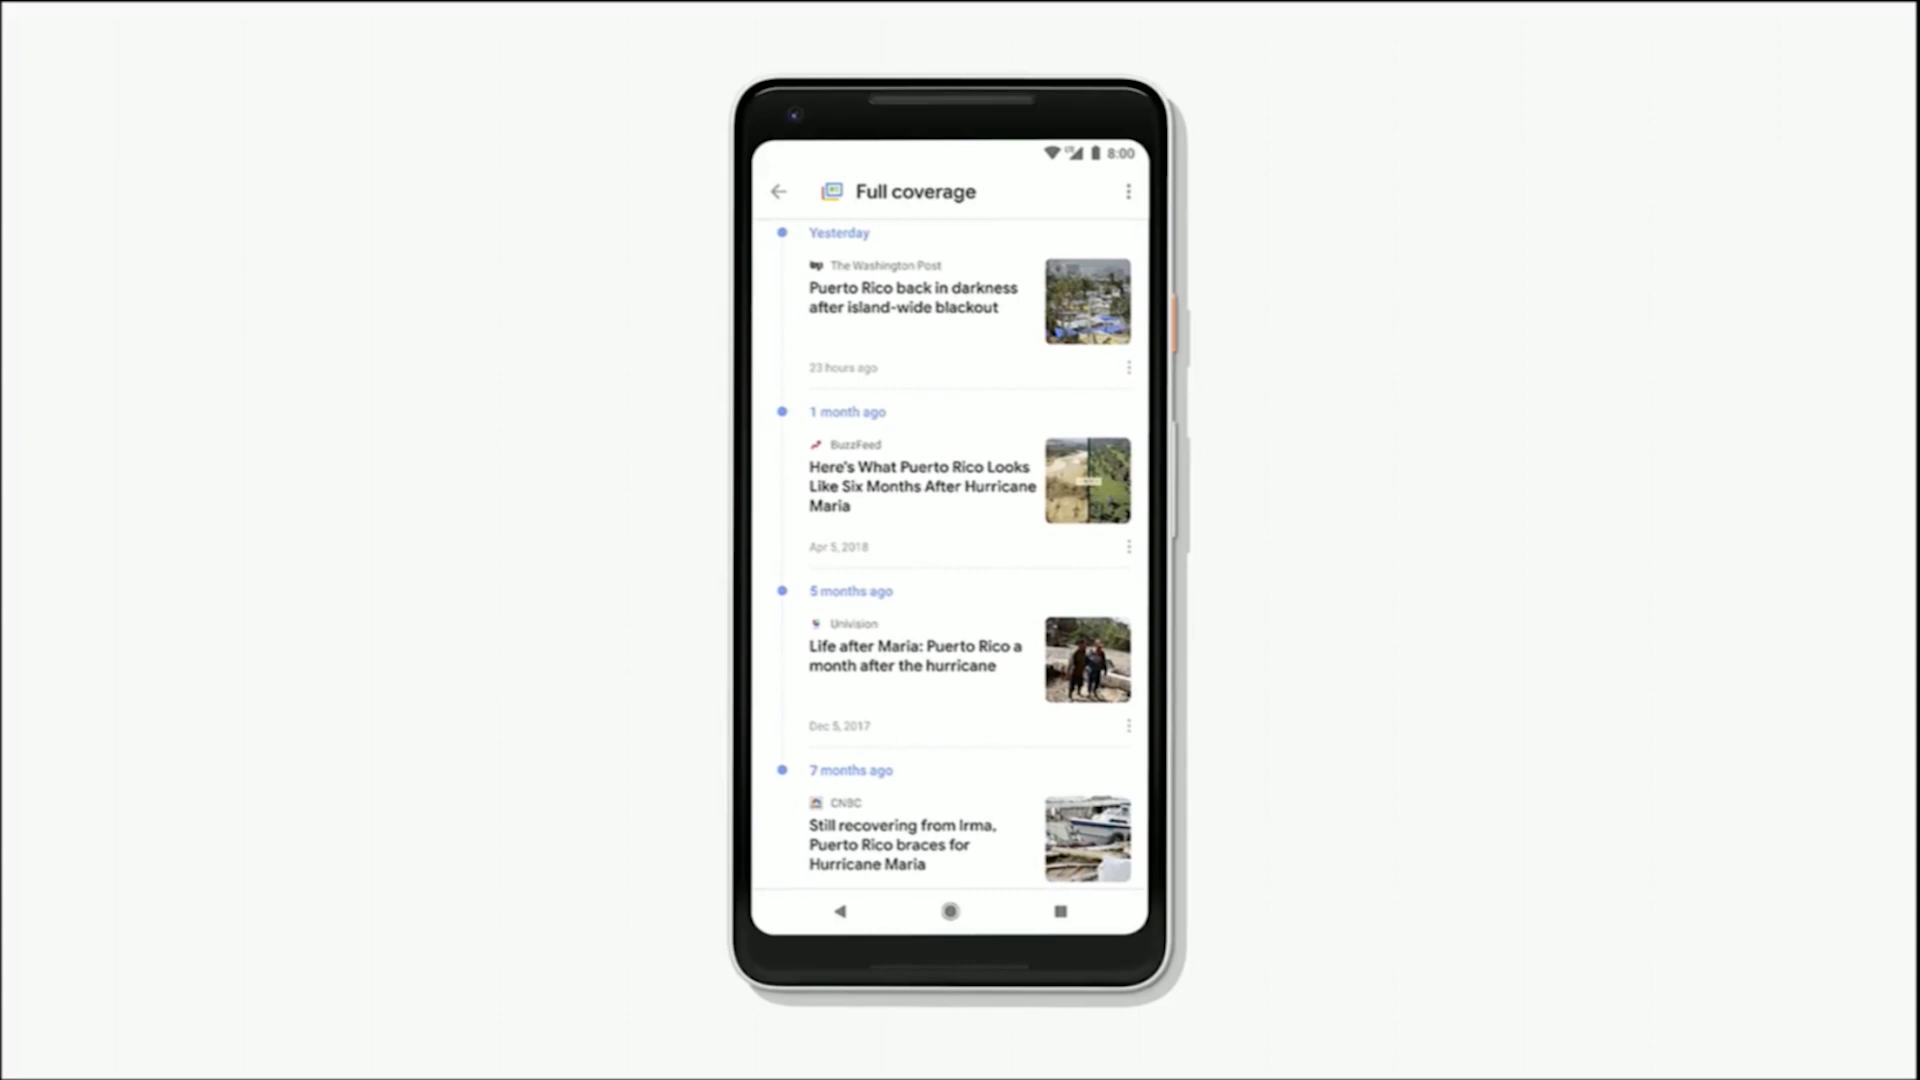 8:00
Full coverage
Yesterday
The Washington Post
Puerto Rico back in darkness
after island-wide blackout
23 hours ago
1 month ago
BuzzFeed
Here's What Puerto Rico Looks
Like Six Months After Hurricane
Maria
Apr 5, 2018
5 months ago
Univision
Life after Maria: Puerto Rico a
month after the hurricane
Dec 5, 2017
7 months ago
CNBC
Still recovering from Irma,
Puerto Rico braces for
Hurricane Maria